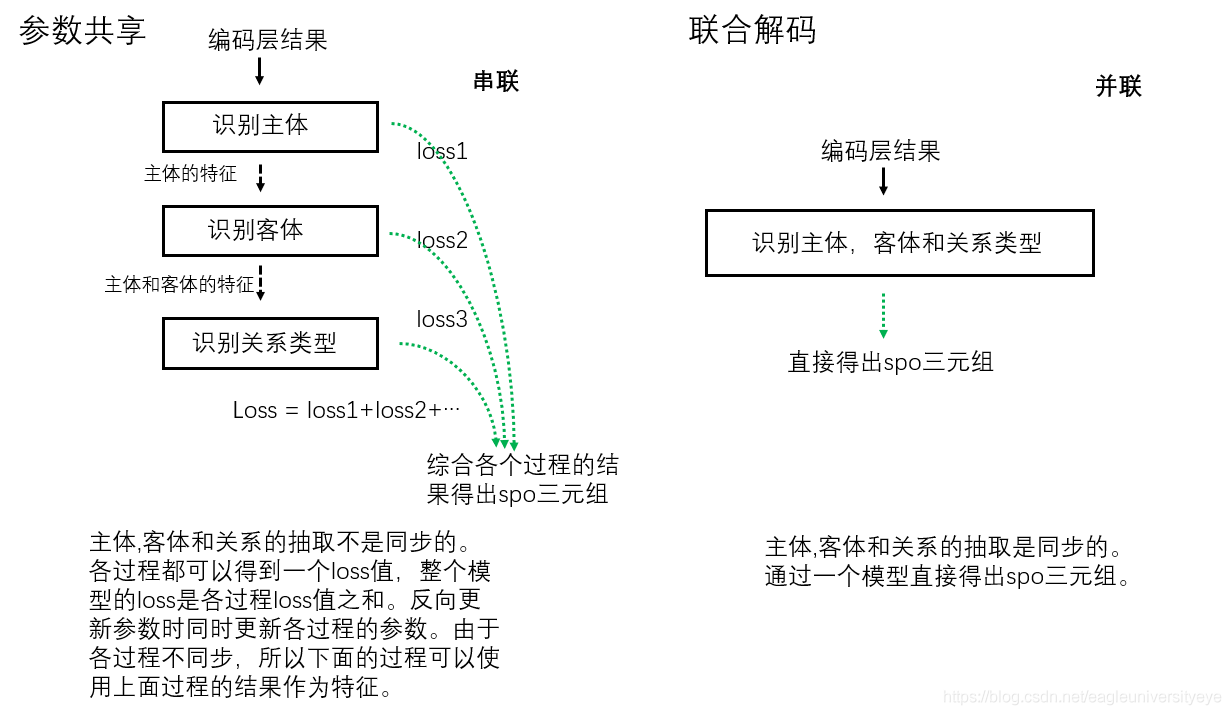 参数共享
编码层结果
串联
识别主体
loss1
主体的特征
识别客体
loss2
主体和客体的特征
loss3
识别关系类型
Loss = loss1+loss2+···
综合各个过程的结
果得出spo三元组
主体,客体和关系的抽取不是同步的。
各过程都可以得到一个loss值，整个模
型的loss是各过程loss值之和。反向更
新参数时同时更新各过程的参数。由于
各过程不同步，所以下面的过程可以使
用上面过程的结果作为特征。
联合解码
并联
编码层结果
识别主体，客体和关系类型
直接得出spo三元组
主体,客体和关系的抽取是同步的。
通过一个模型直接得出spo三元组。
https://blog.csdn.net/eagleuniversityeye